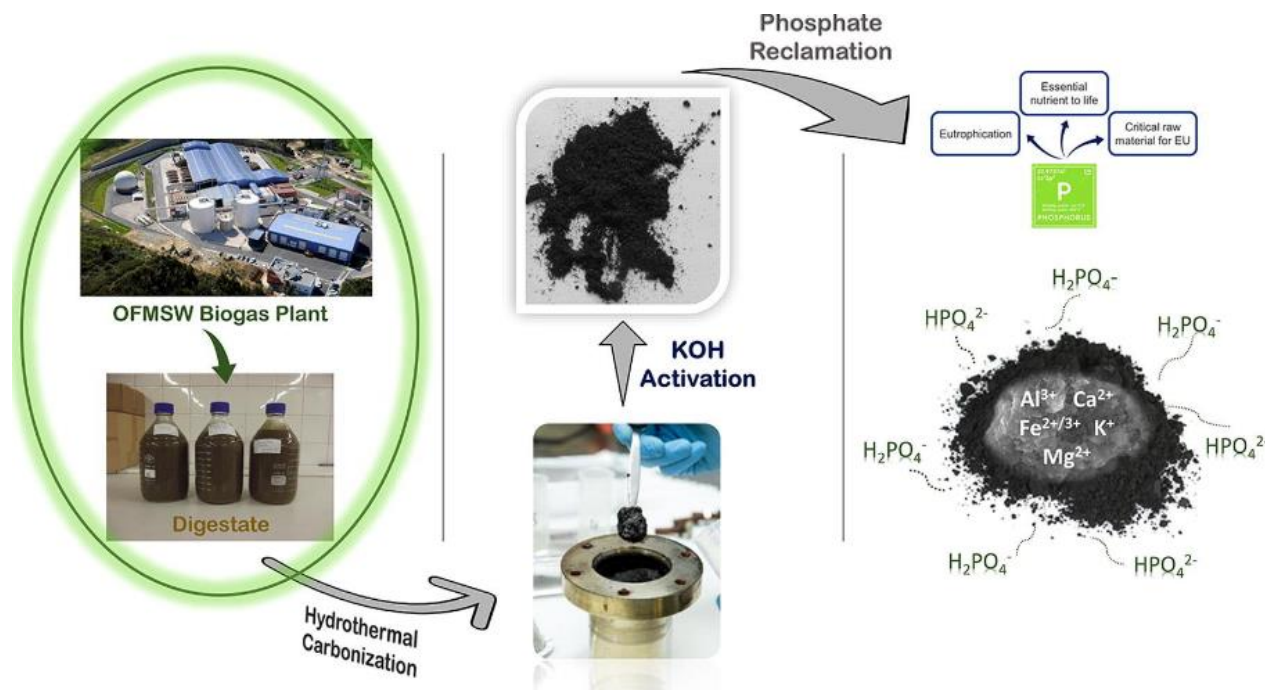 OFMSW Biogas Plant
Digestate
Hydrothermal
Carbonization
KOH
Activation
Phosphate
Reclamation
Essential
nutrient to life
Eutrophication
Critical raw
material for EU
P
PHOSPHORUS
H₂PO₄⁻
HPO₄²⁻
H₂PO₄⁻
Al³⁺ Ca²⁺
Fe²⁺/³⁺ K⁺
Mg²⁺
H₂PO₄⁻
HPO₄²⁻
H₂PO₄⁻
HPO₄²⁻